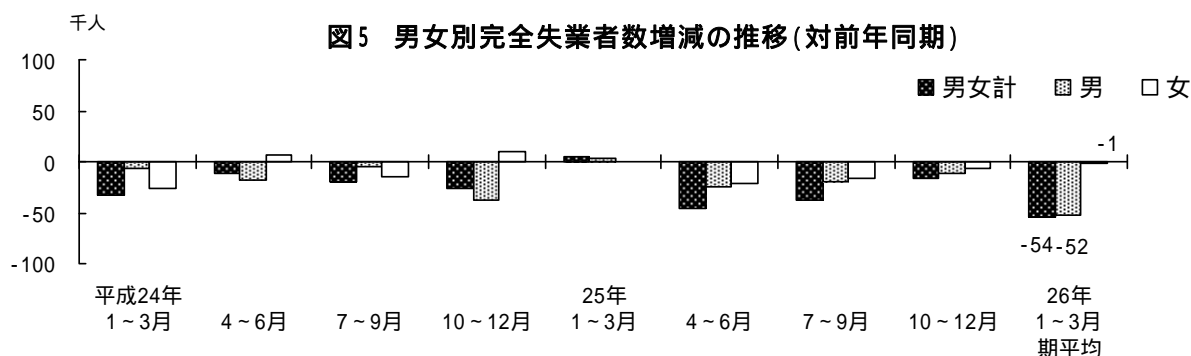 千人
図5 男女別完全失業者数増減の推移(対前年同期)
100
50
0
-50
-100
男女計 男 女
-1
-54 -52
平成24年 25年 26年
1~3月 4~6月 7~9月 10~12月 1~3月 4~6月 7~9月 10~12月 1~3月
期平均